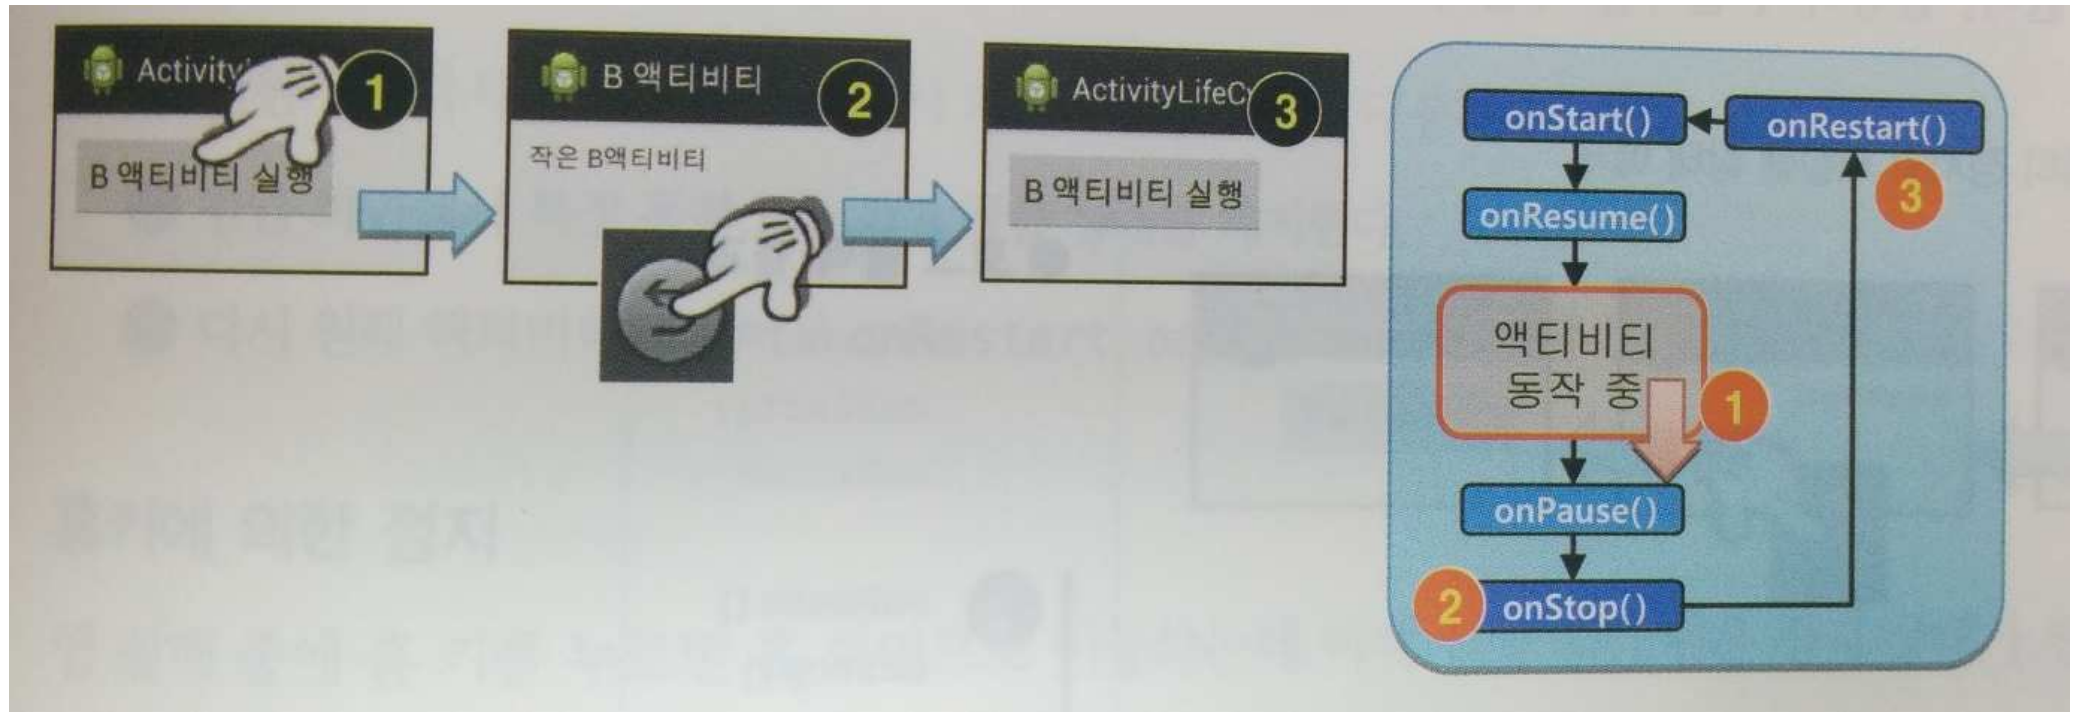 Activity
1
B 액티비티 실행
B 액티비티
2
작은 B액티비티
ActivityLifeCy
3
B 액티비티 실행
onStart()
onRestart()
3
onResume()
액티비티
동작 중
1
onPause()
2
onStop()